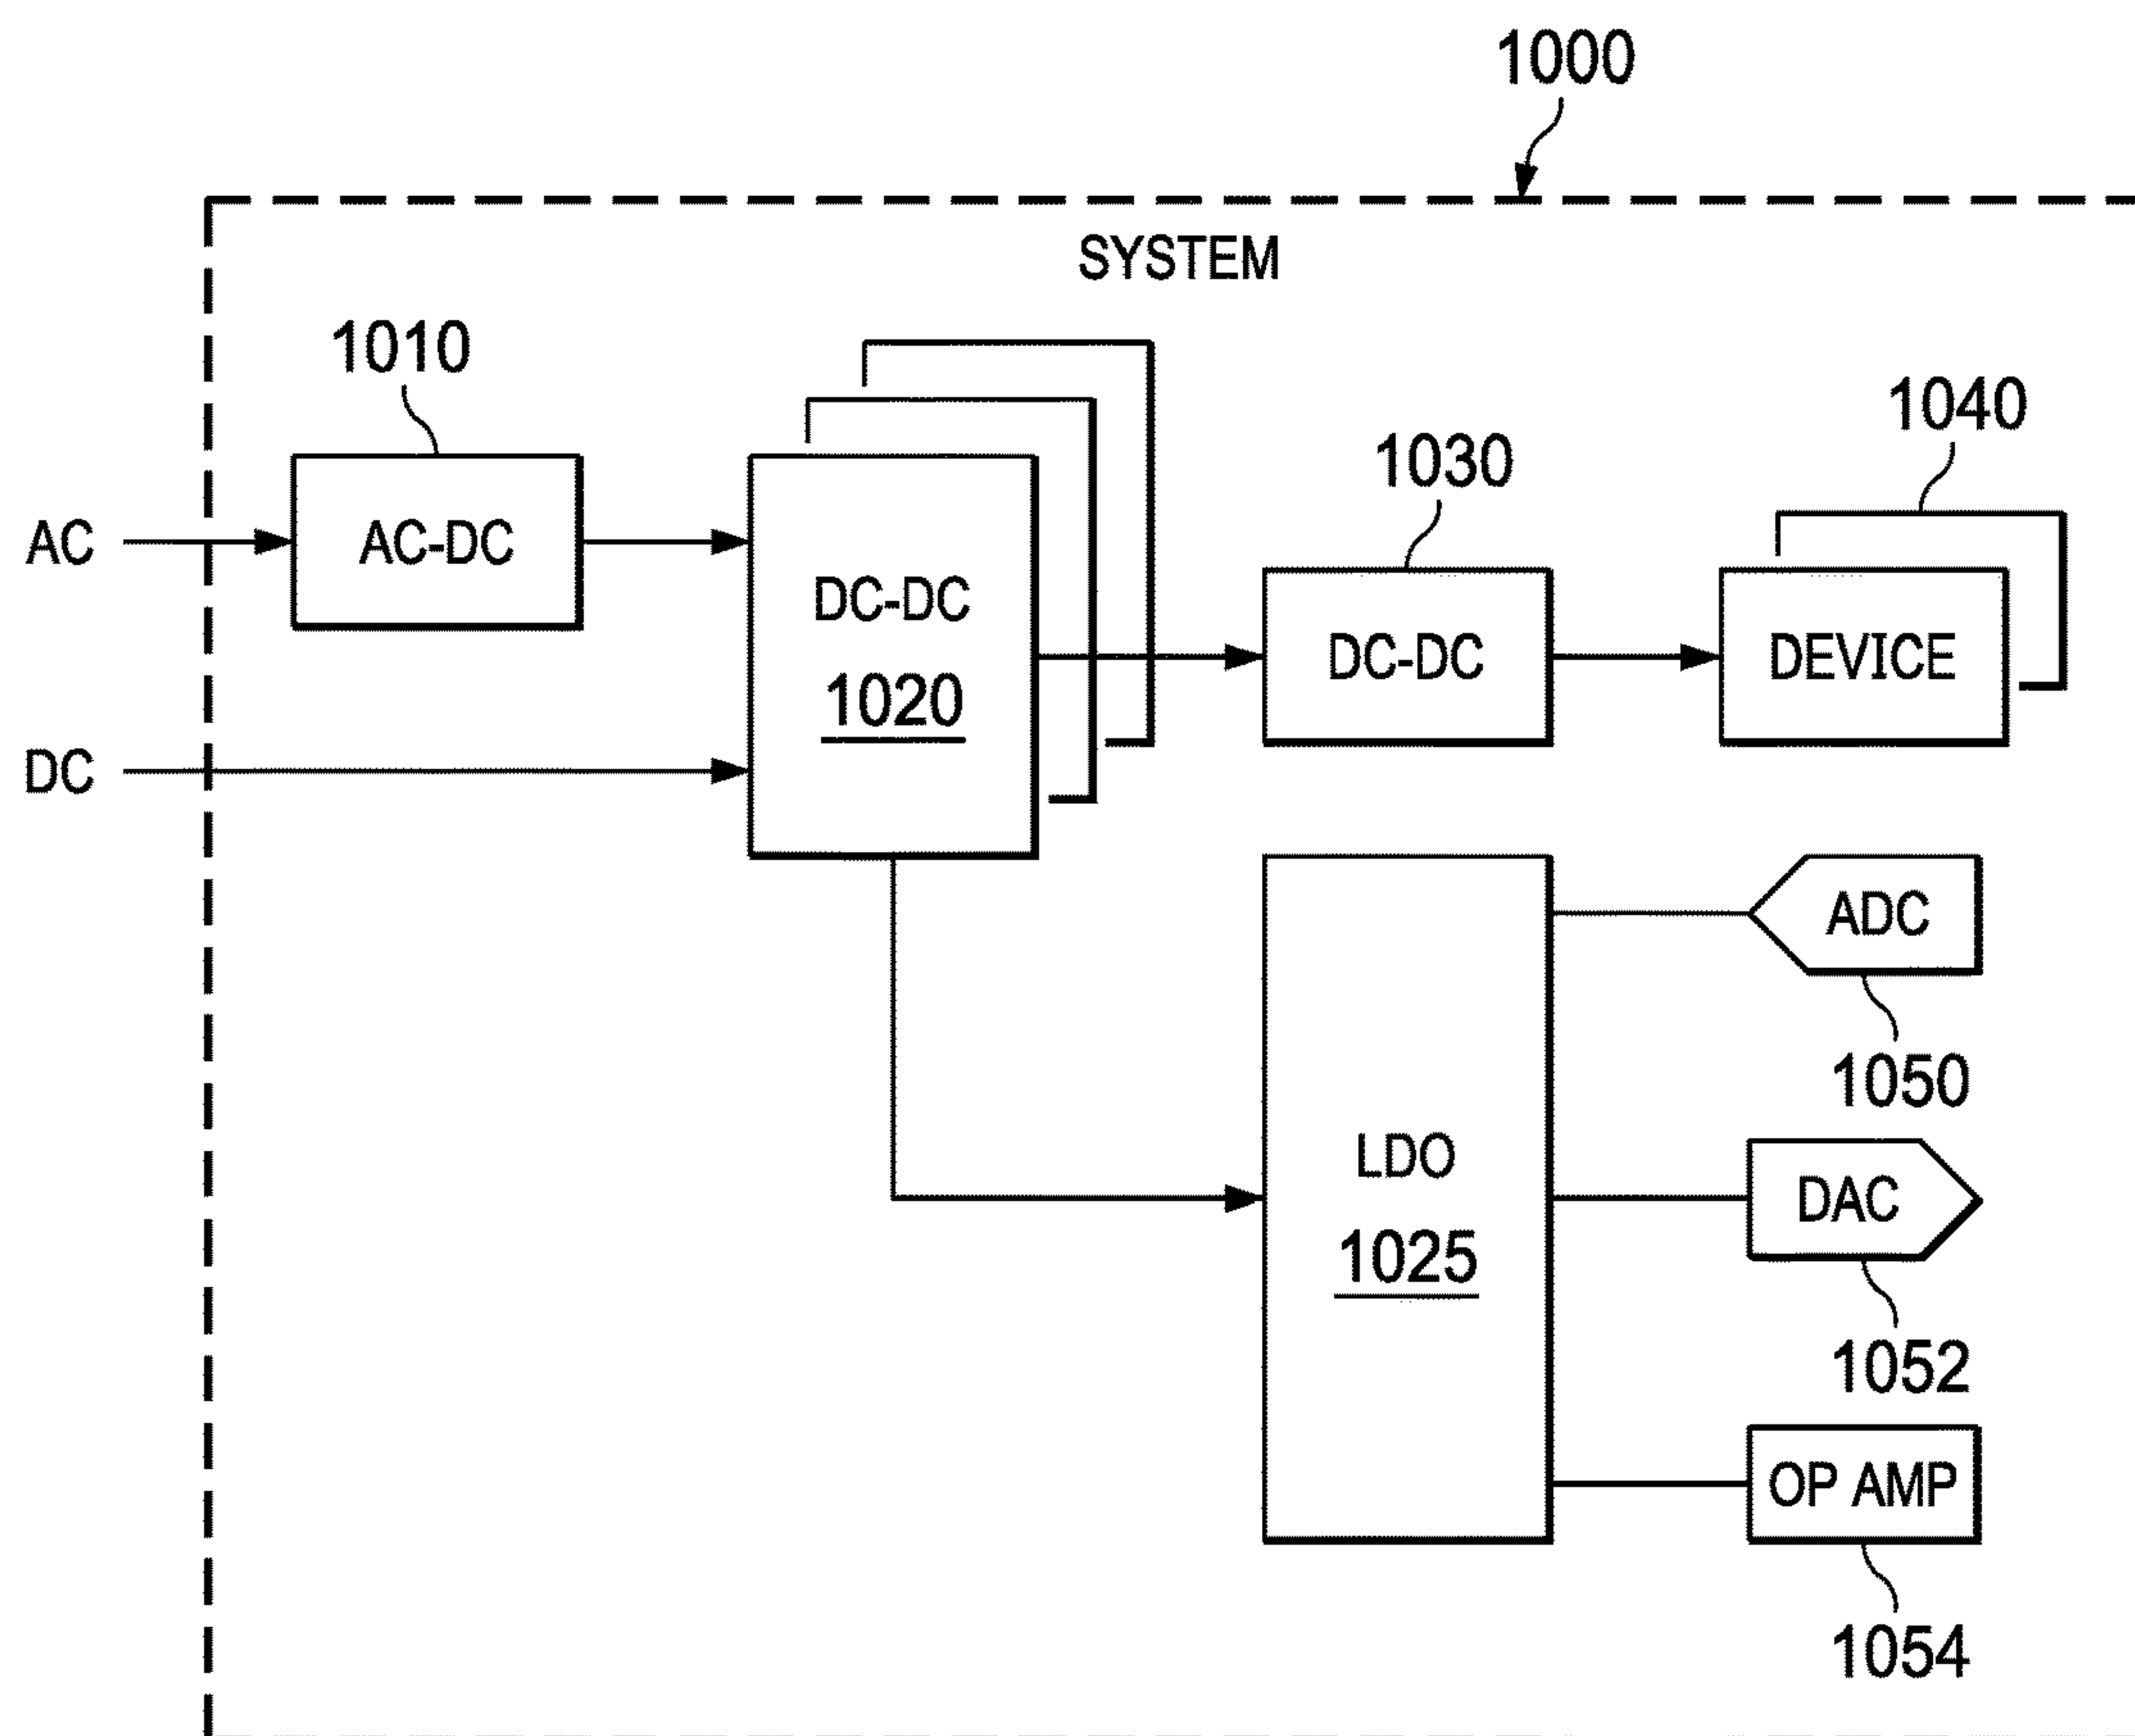 1000
SYSTEM
1010
1040
1030
AC
AC-DC
DC-DC
1020
DC-DC
DEVICE
DC
ADC
1050
LDO
1025
DAC
1052
OP AMP
1054